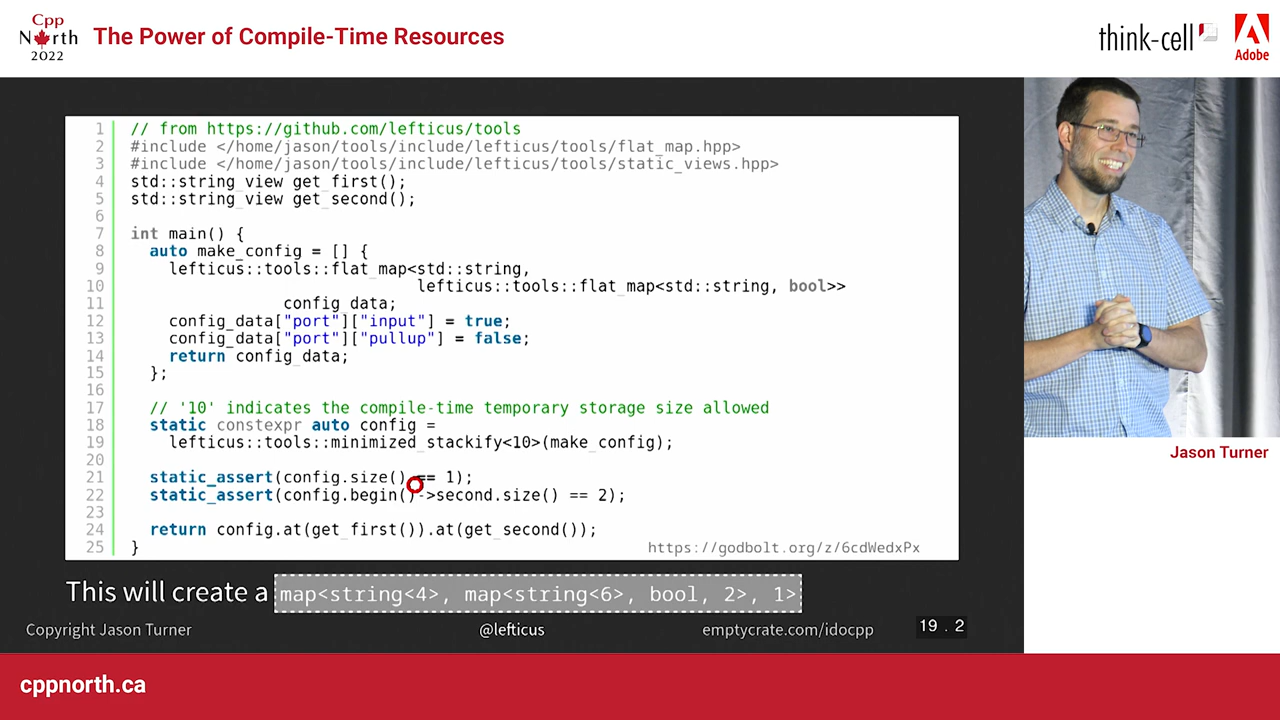 Cpp
North
2022
The Power of Compile-Time Resources
think-cell
Adobe
1 // from https://github.com/lefticus/tools
2 #include </home/jason/tools/include/lefticus/tools/flat_map.hpp>
3 #include </home/jason/tools/include/lefticus/tools/static_views.hpp>
4 std::string_view get_first();
5 std::string_view get_second();
6
7 int main() {
8 auto make_config = [] {
9 lefticus::tools::flat_map<std::string,
10 lefticus::tools::flat_map<std::string, bool>>
11 config_data;
12 config_data["port"]["input"] = true;
13 config_data["port"]["pullup"] = false;
14 return config_data;
15 };
16
17 // '10' indicates the compile-time temporary storage size allowed
18 static constexpr auto config =
19 lefticus::tools::minimized_stackify<10>(make_config);
20
21 static_assert(config.size() == 1);
22 static_assert(config.begin()->second.size() == 2);
23
24 return config.at(get_first()).at(get_second());
25 }
https://godbolt.org/z/6cdWedxPx
This will create a map<string<4>, map<string<6>, bool, 2>, 1>
Copyright Jason Turner
@lefticus
emptycrate.com/idocpp
19 . 2
Jason Turner
cppnorth.ca